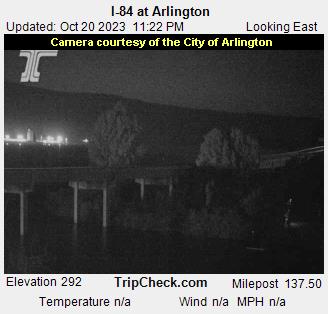 I-84 at Arlington
Updated: Oct 20 2023 11:22 PM Looking East
Camera courtesy of the City of Arlington
Elevation 292 TripCheck.com Milepost 137.50
Temperature n/a Wind n/a MPH n/a